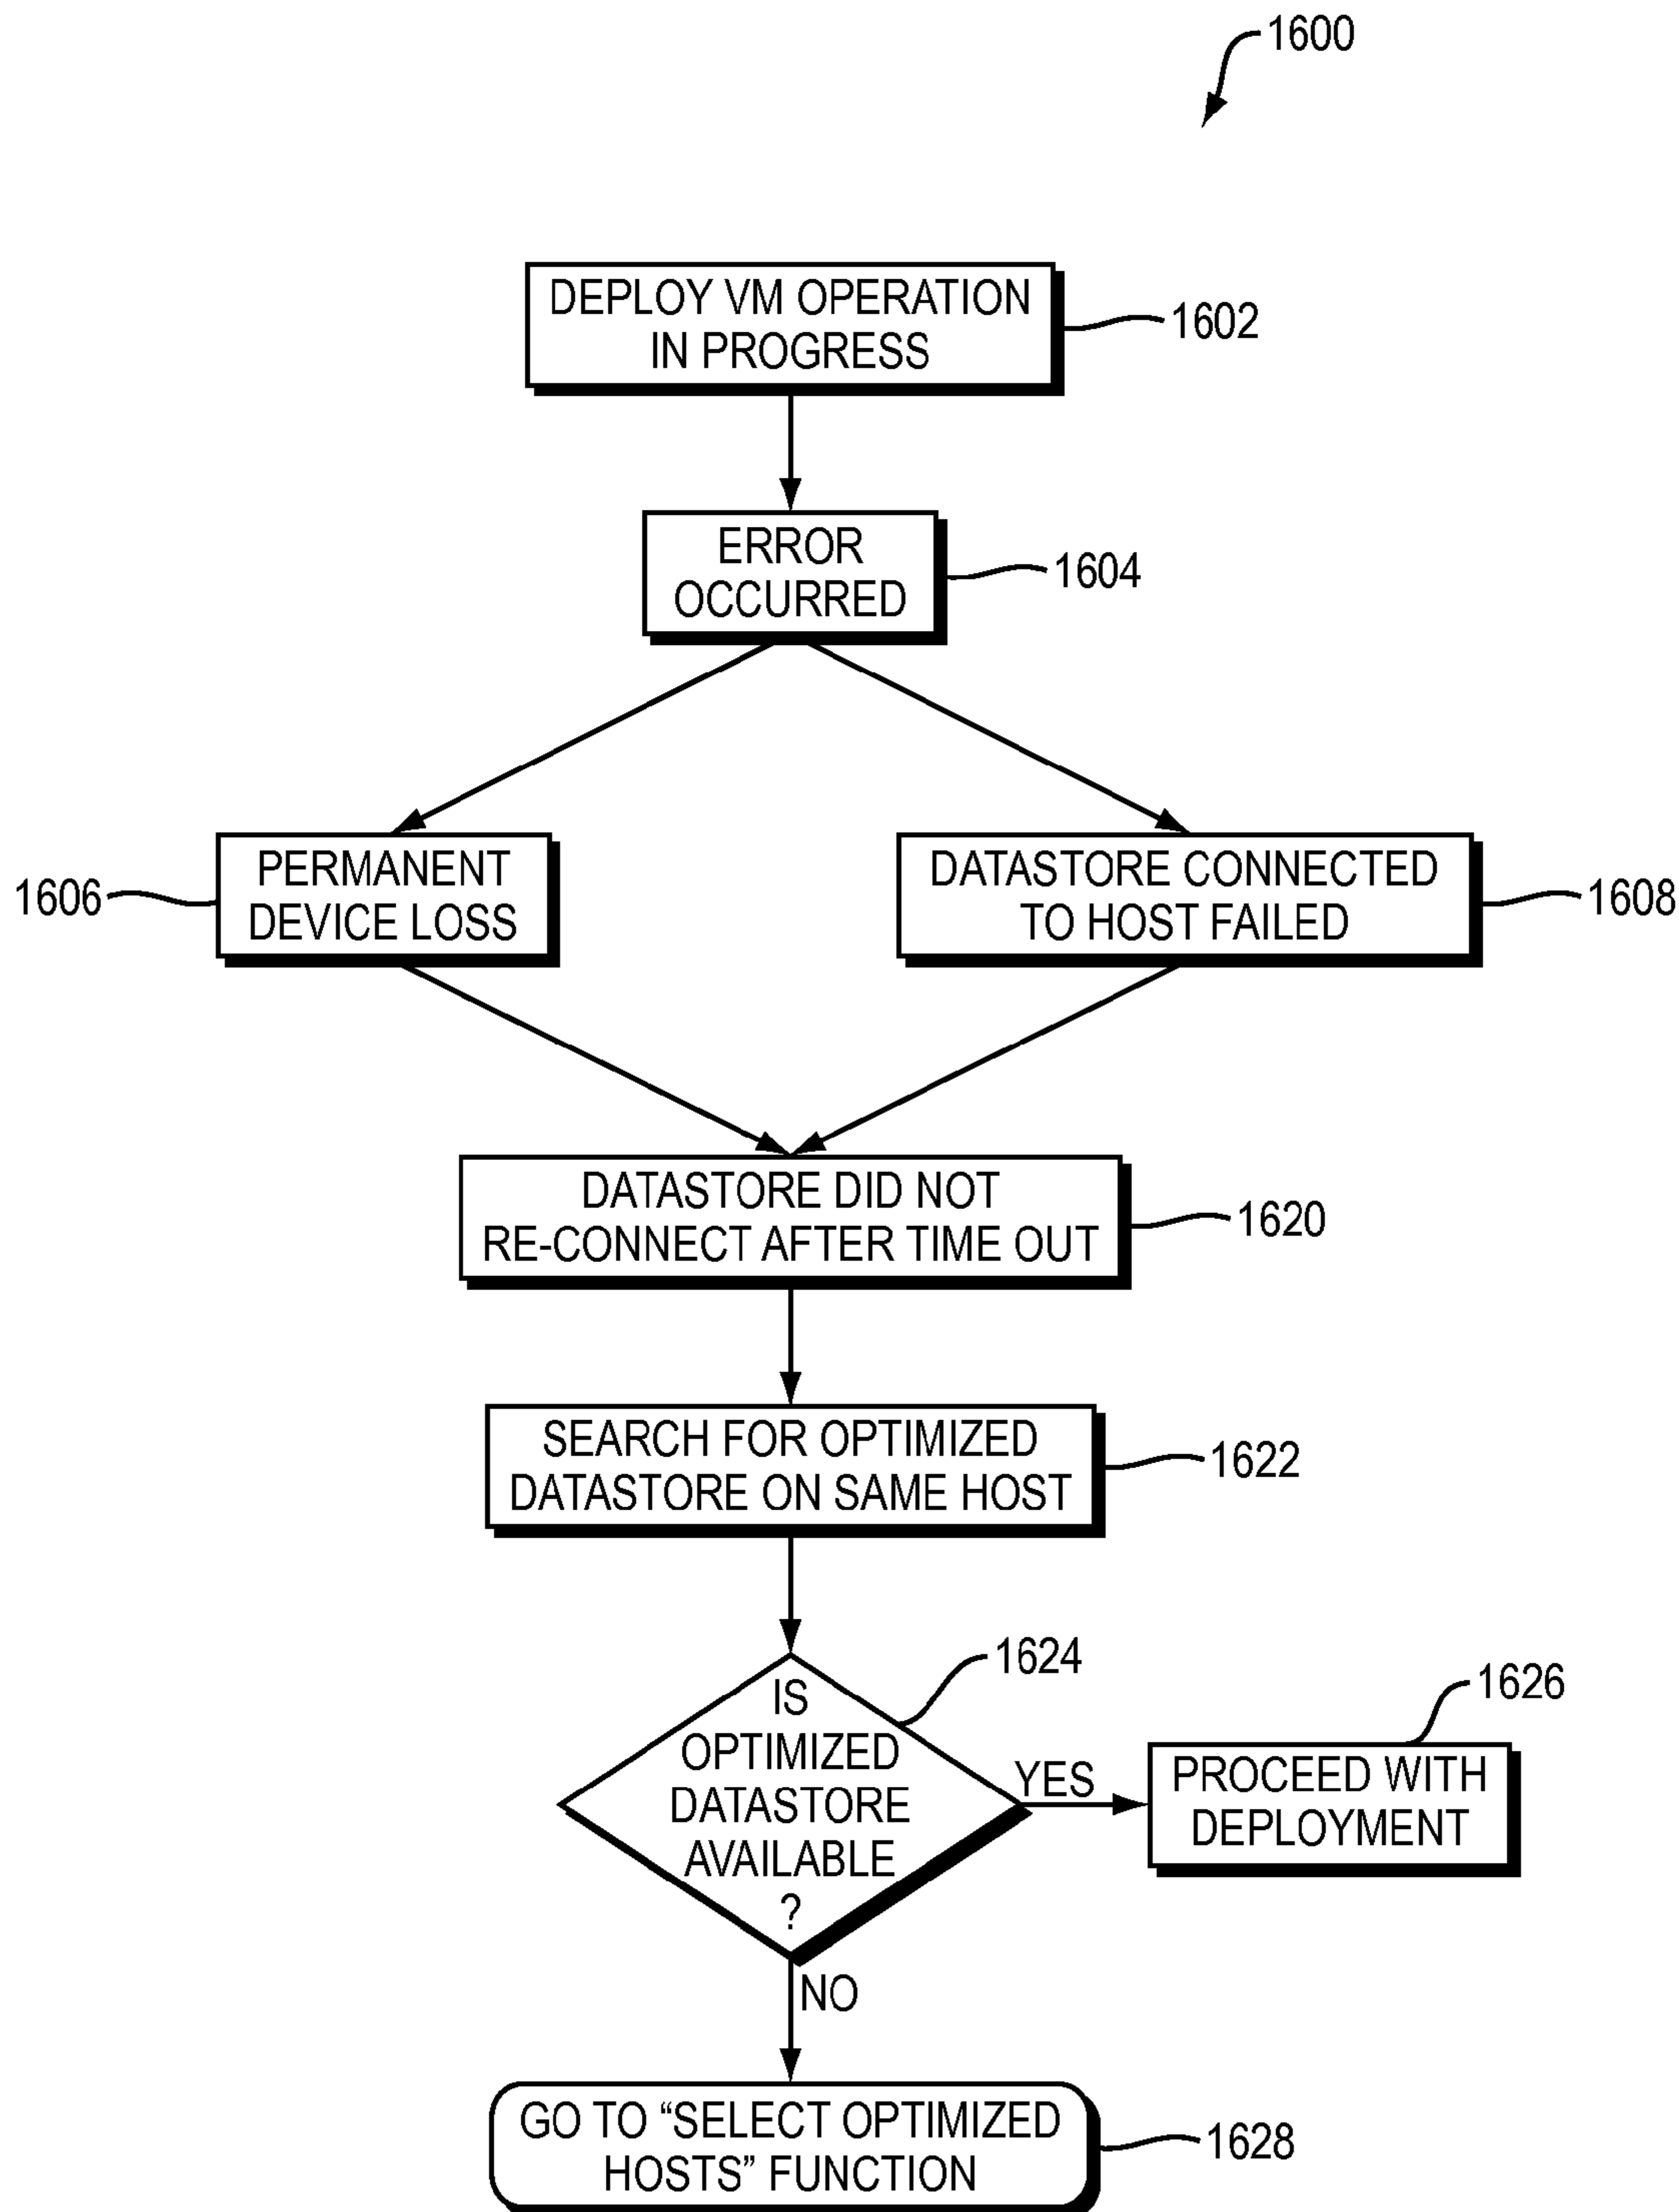 1600
DEPLOY VM OPERATION
IN PROGRESS
1602
ERROR
OCCURRED
1604
1606
PERMANENT
DEVICE LOSS
DATASTORE CONNECTED
TO HOST FAILED
1608
DATASTORE DID NOT
RE-CONNECT AFTER TIME OUT
1620
SEARCH FOR OPTIMIZED
DATASTORE ON SAME HOST
1622
IS
OPTIMIZED
DATASTORE
AVAILABLE
?
1624
YES
1626
PROCEED WITH
DEPLOYMENT
NO
GO TO “SELECT OPTIMIZED
HOSTS” FUNCTION
1628